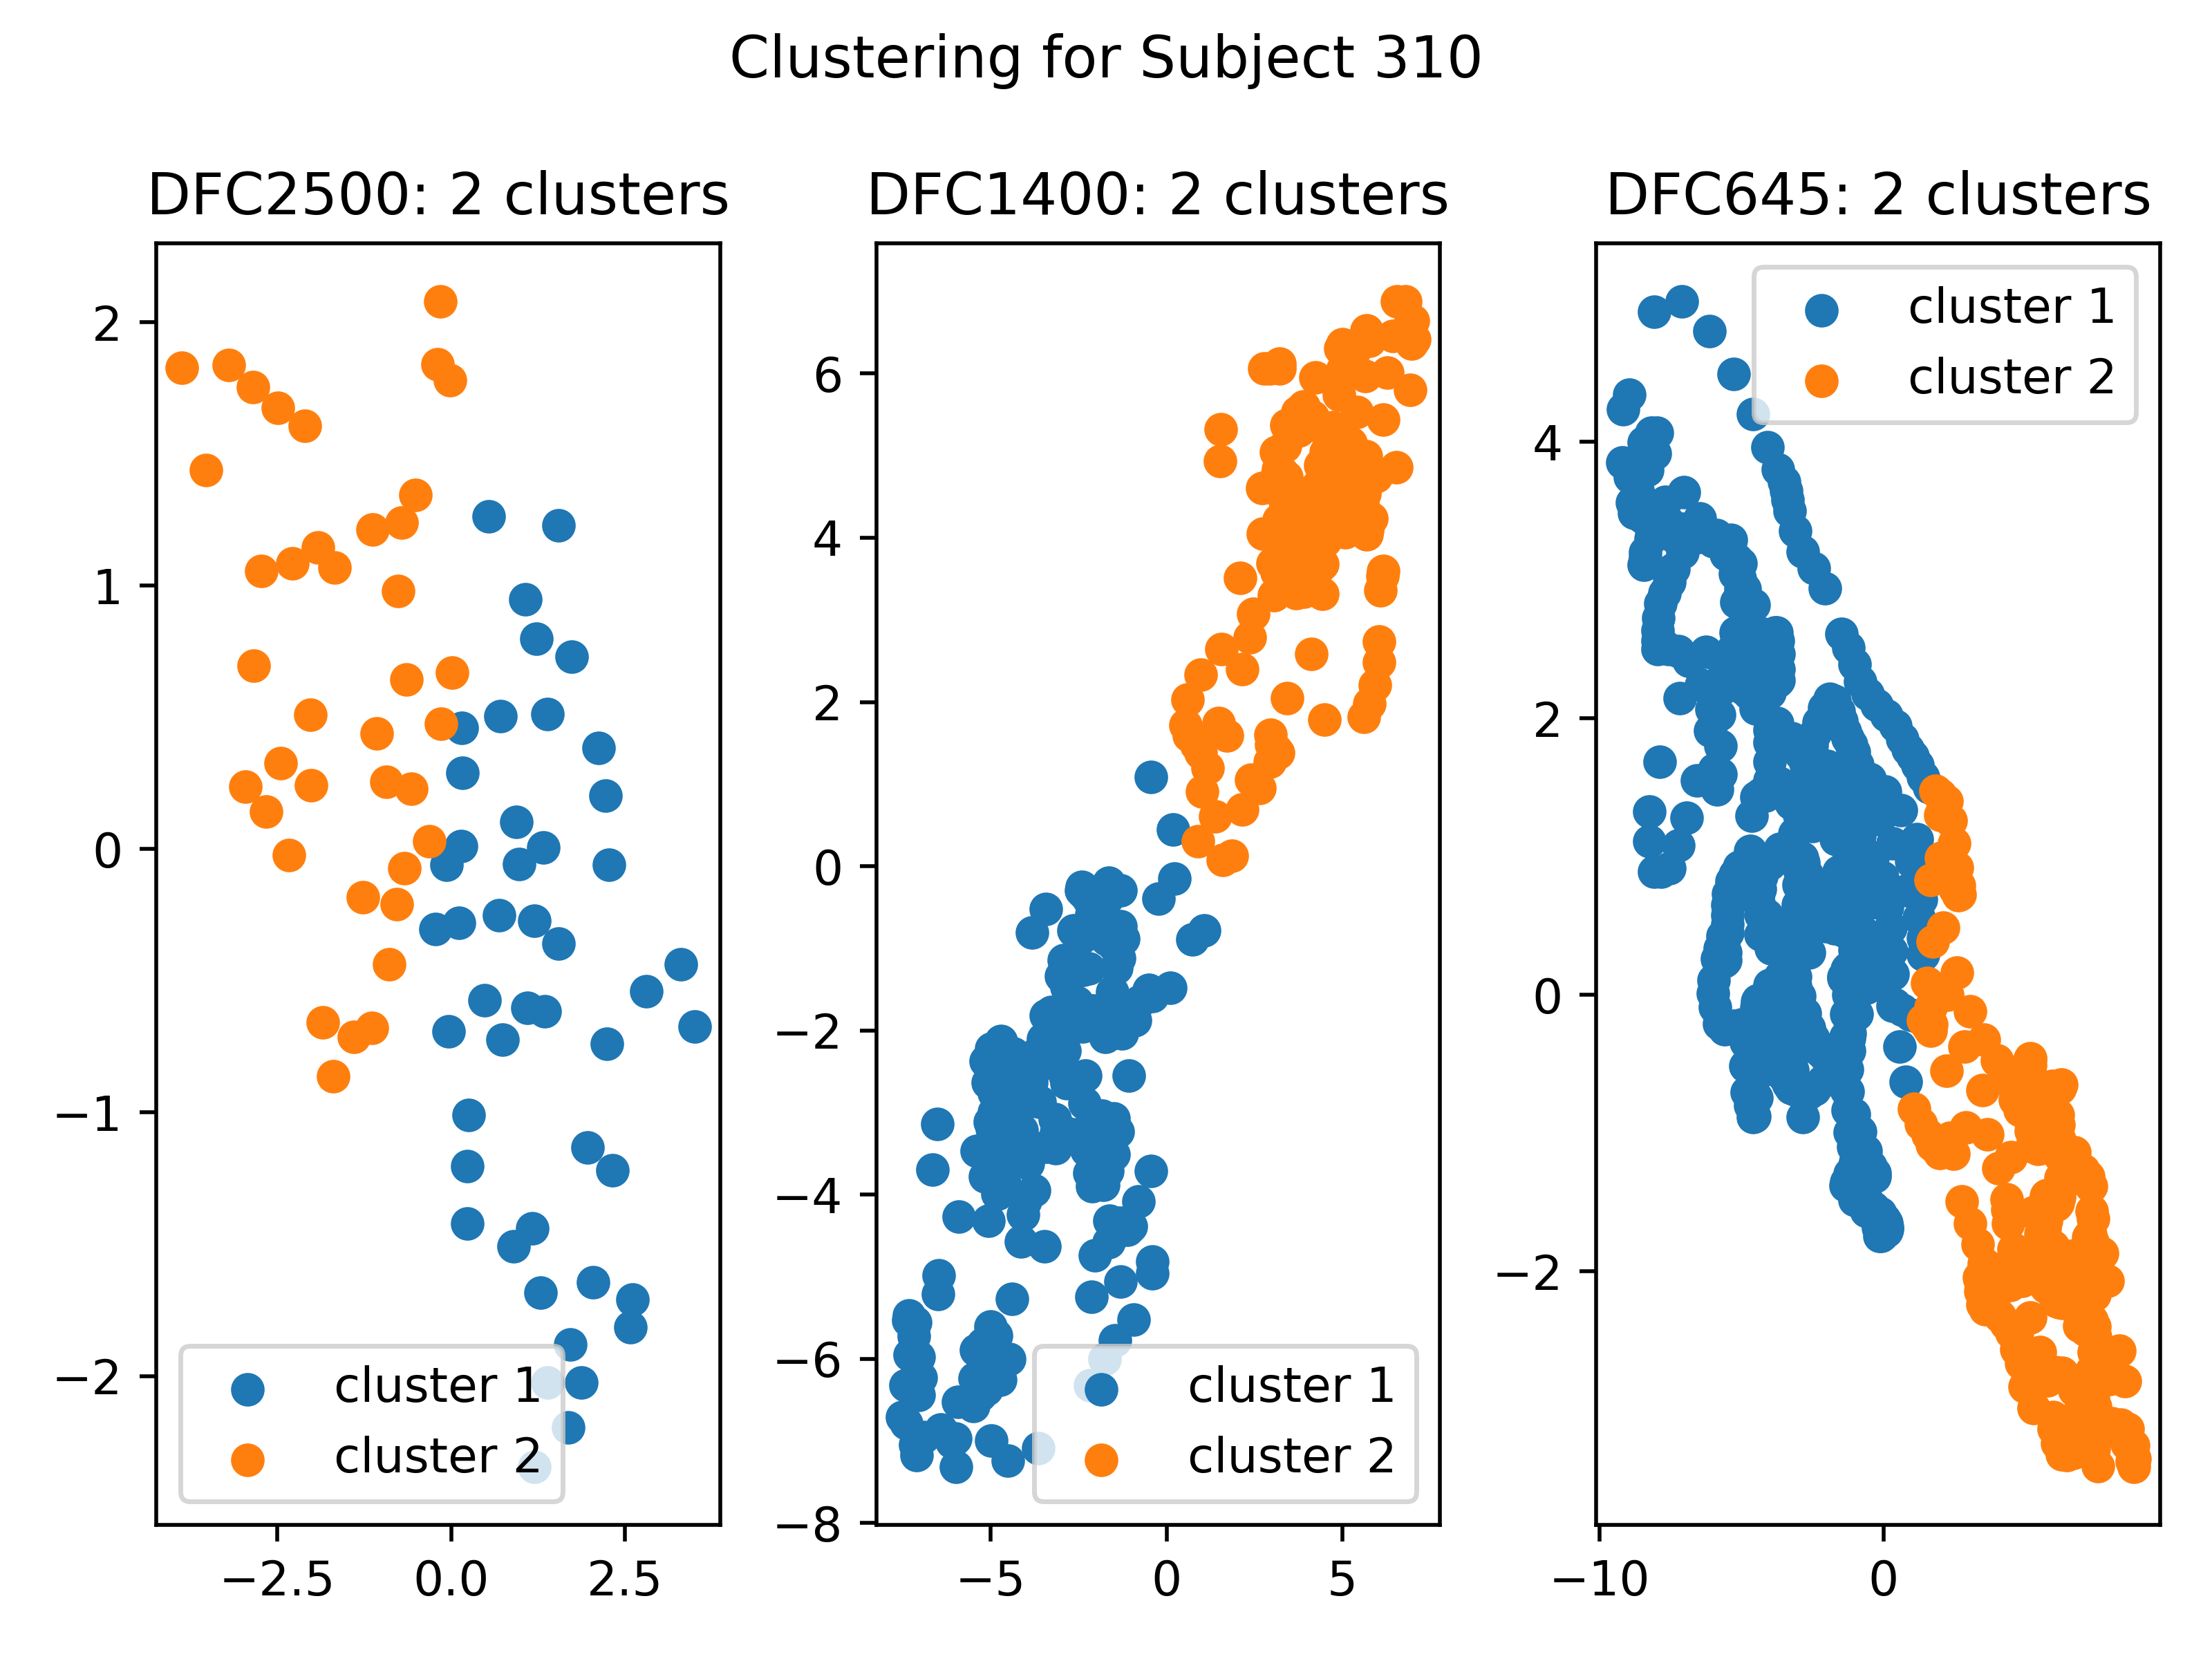 Clustering for Subject 310
DFC2500: 2 clusters
2
1
0
−1
−2
cluster 1
cluster 2
−2.5
0.0
2.5
DFC1400: 2 clusters
6
4
2
0
−2
−4
−6
−8
cluster 1
cluster 2
−5
0
5
DFC645: 2 clusters
cluster 1
cluster 2
4
2
0
−2
−10
0